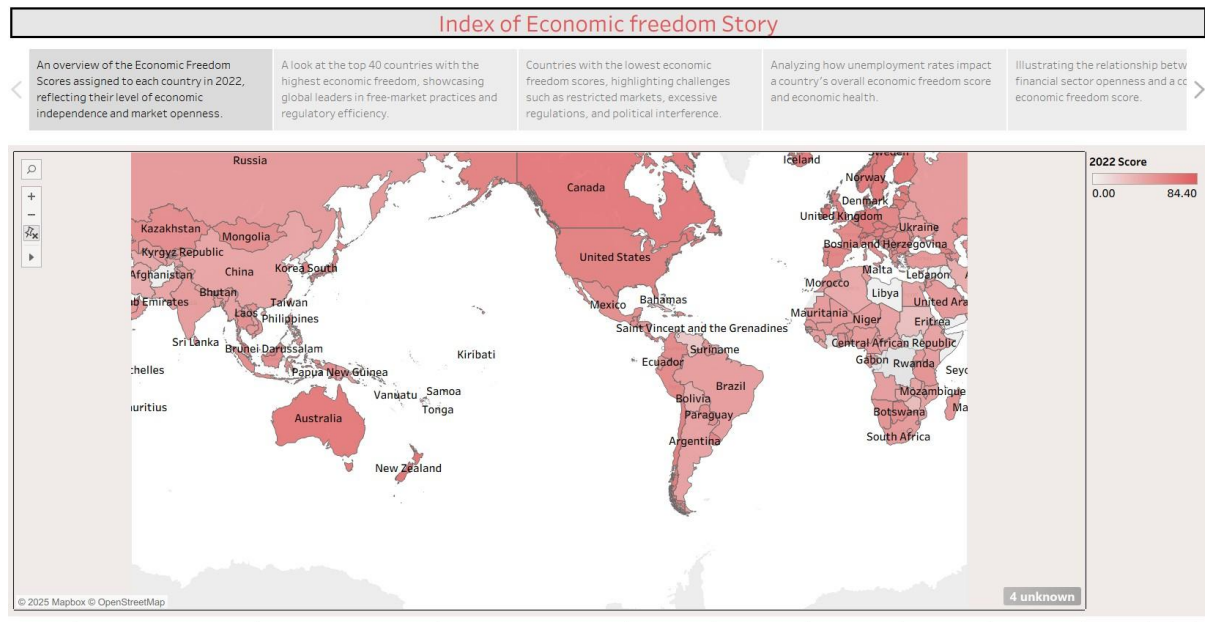 Index of Economic freedom Story
An overview of the Economic Freedom
Scores assigned to each country in 2022,
reflecting their level of economic
independence and market openness.
A look at the top 40 countries with the
highest economic freedom, showcasing
global leaders in free-market practices and
regulatory efficiency.
Countries with the lowest economic
freedom scores, highlighting challenges
such as restricted markets, excessive
regulations, and political interference.
Analyzing how unemployment rates impact
a country's overall economic freedom score
and economic health.
Illustrating the relationship betw
financial sector openness and a cc
economic freedom score.
2022 Score
0.00 84.40
Russia
Canada
Iceland
Sweden
Norway
Denmark
United Kingdom
Kazakhstan
Mongolia
Ukraine
Kyrgyz Republic
Bosnia and Herzegovina
United States
Afghanistan
China
Korea South
Malta
Lebanon
Morocco
Bhutan
Libya
b Emirates
Taiwan
Mexico
Bahamas
United Ara
Laos
Philippines
Mauritania
Niger
Eritrea
Saint Vincent and the Grenadines
Sri Lanka
Brunei Darussalam
Central African Republic
Kiribati
Suriname
Ecuador
Gabon
Rwanda
chelles
Papua New Guinea
Seyc
Brazil
Vanuatu
Samoa
Bolivia
Mozambique
uritius
Tonga
Paraguay
Botswana
Ma
Australia
Argentina
South Africa
New Zealand
© 2025 Mapbox © OpenStreetMap
4 unknown